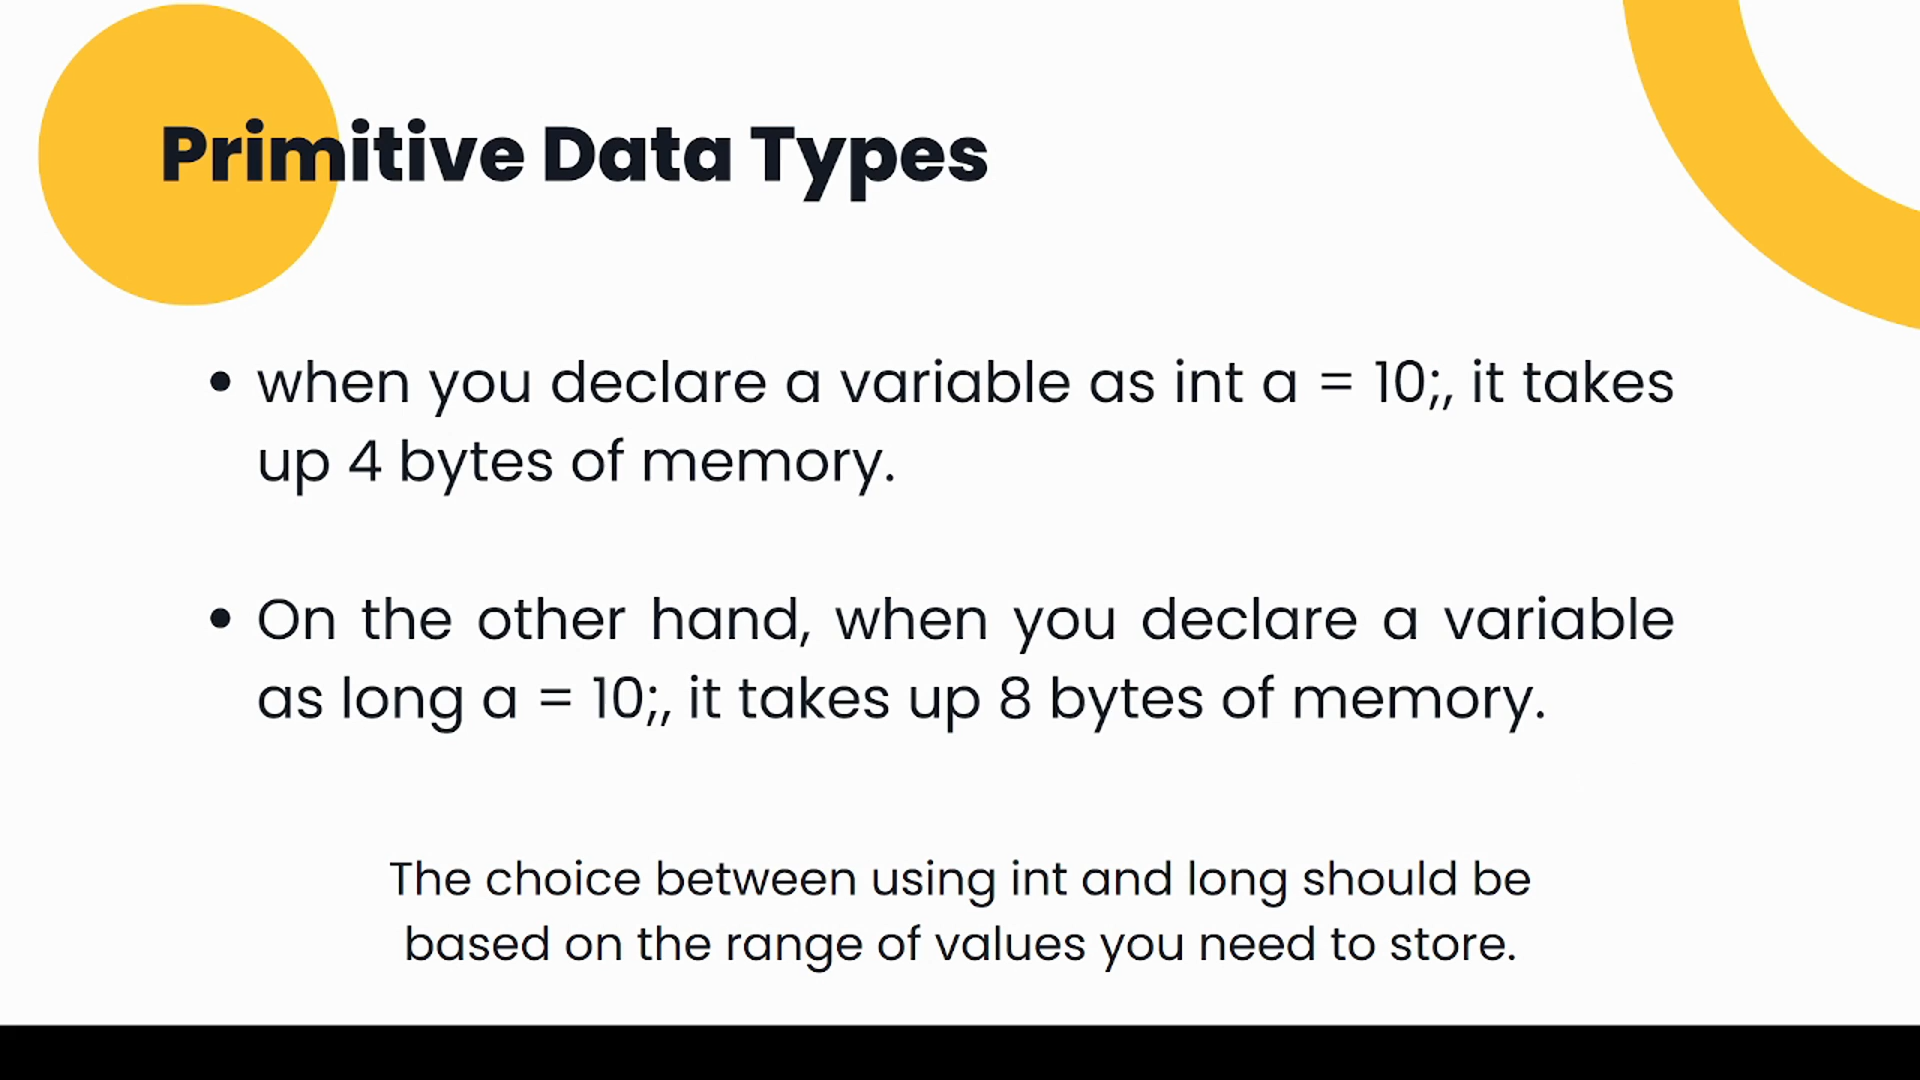 Primitive Data Types
• when you declare a variable as int a = 10;, it takes
up 4 bytes of memory.
• On the other hand, when you declare a variable
as long a = 10;, it takes up 8 bytes of memory.
The choice between using int and long should be
based on the range of values you need to store.